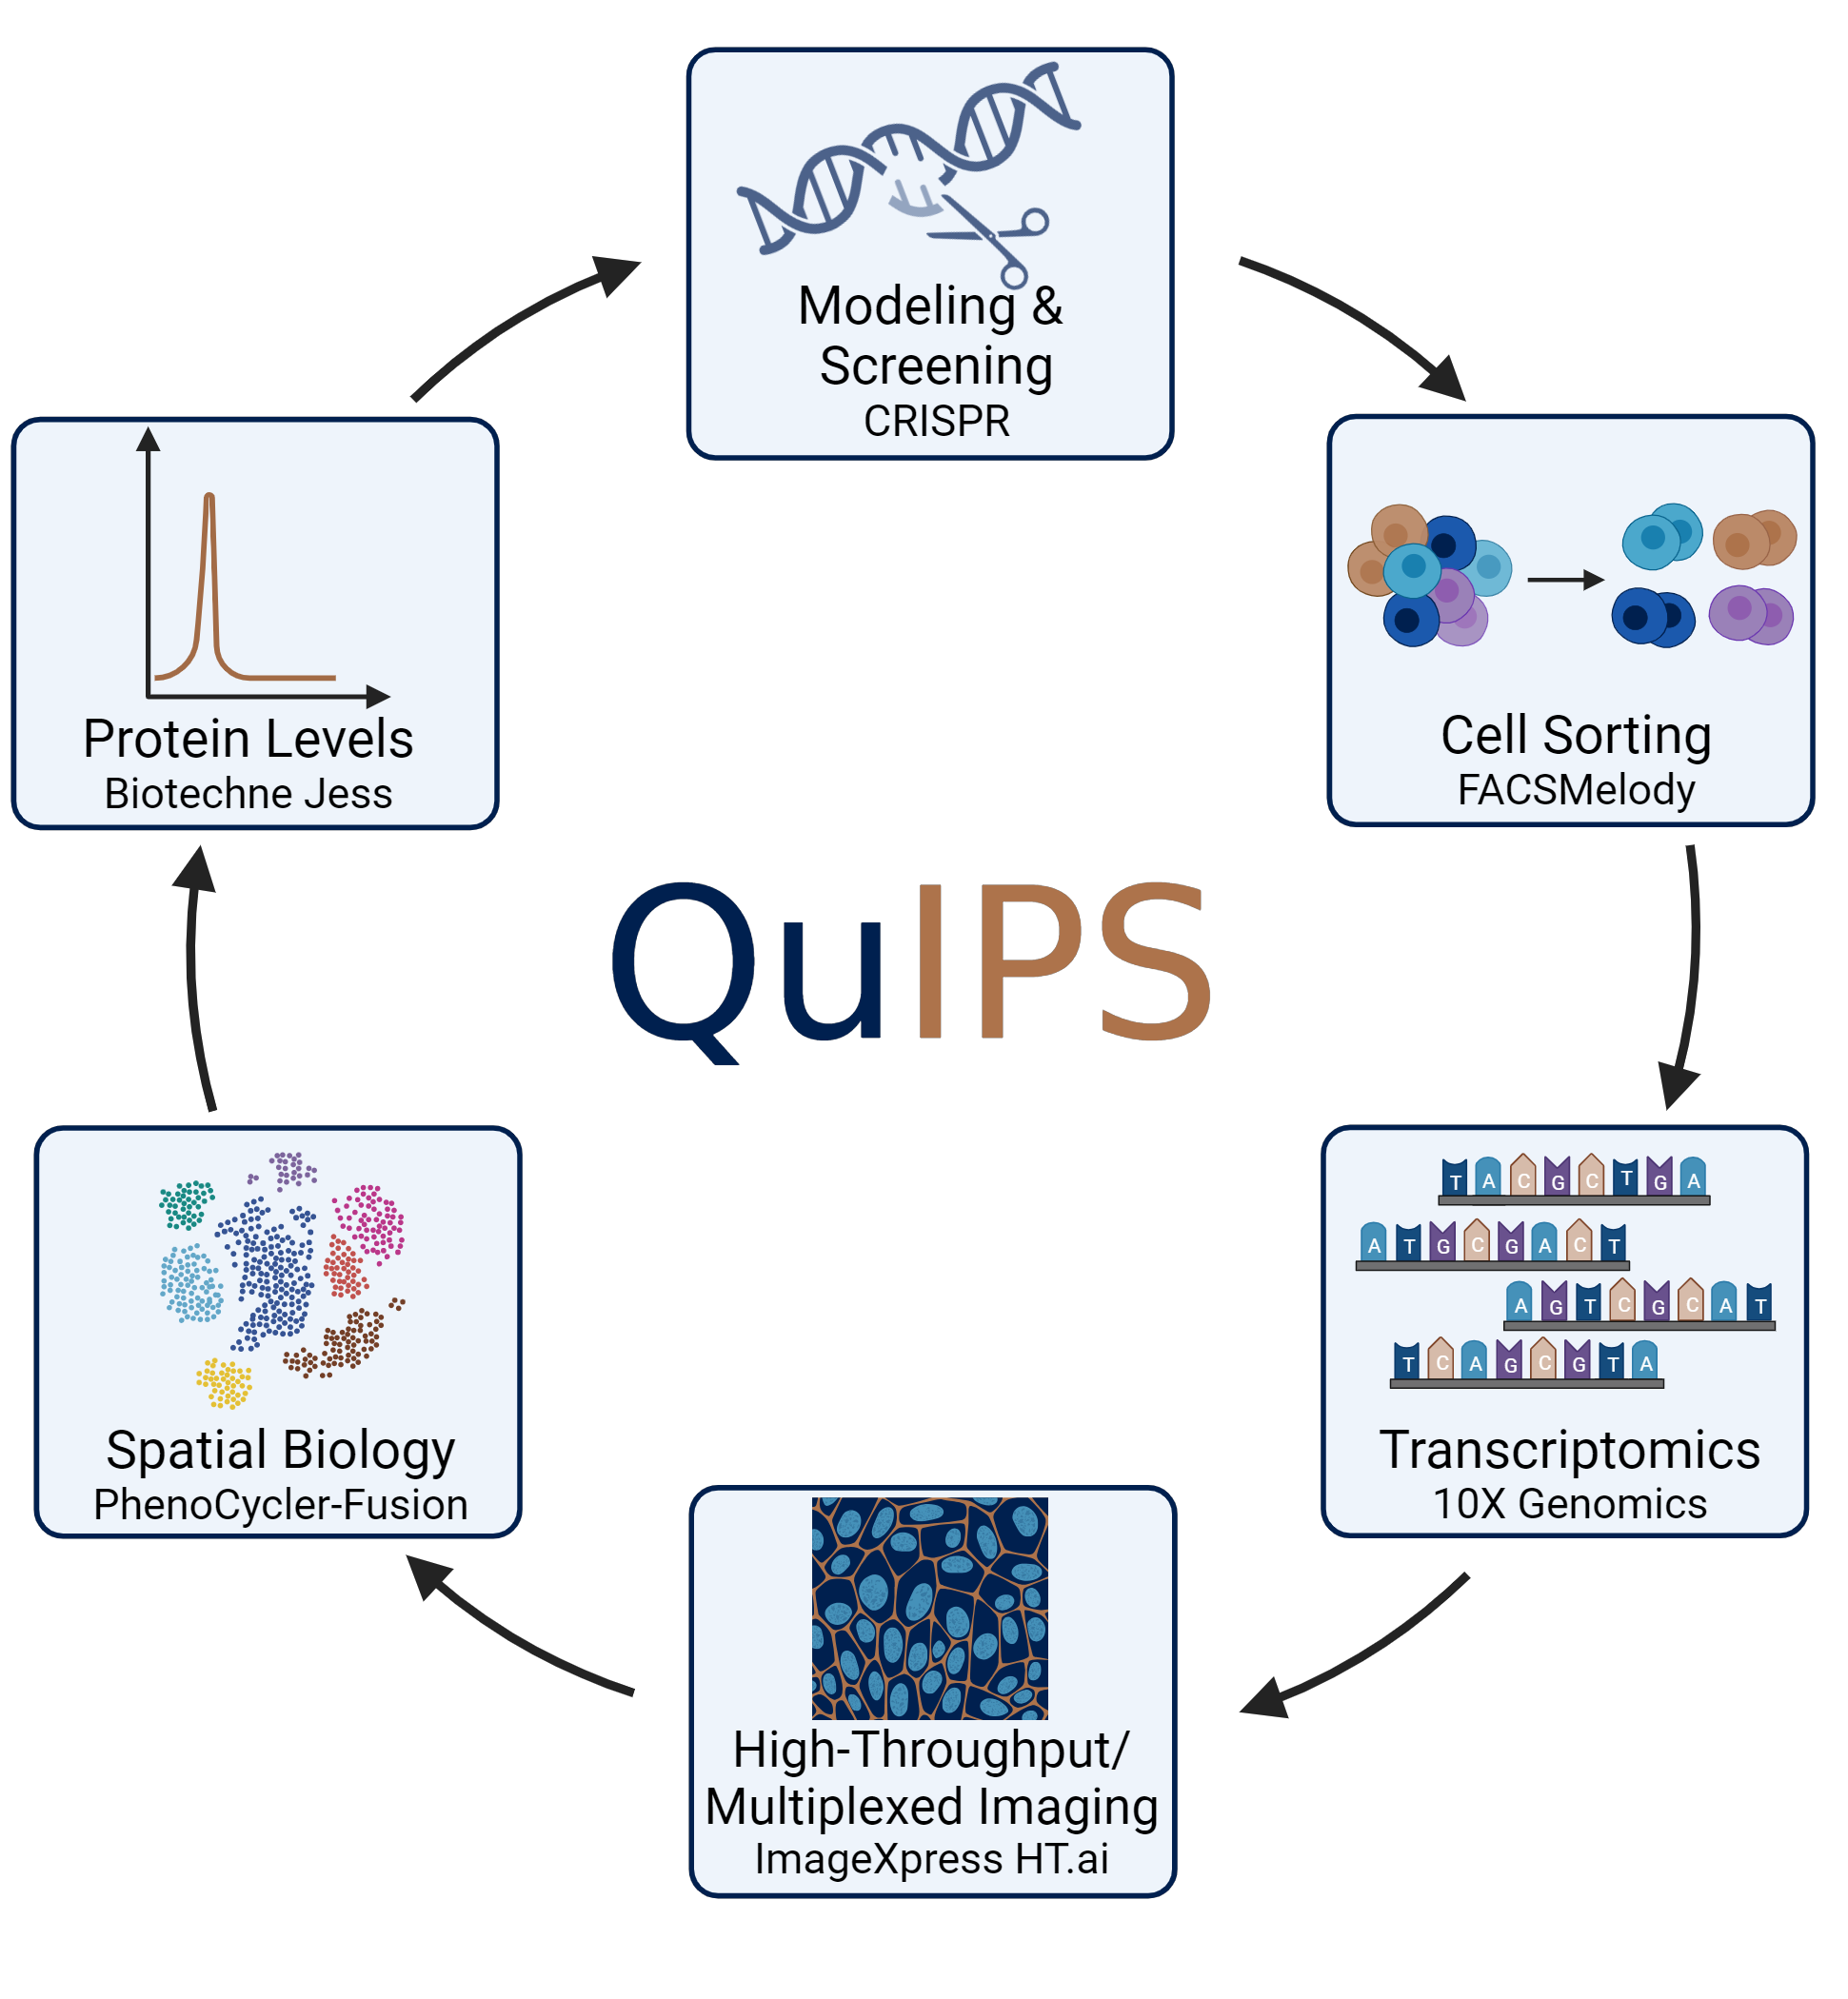 Modeling &
Screening
CRISPR
Cell Sorting
FACSMelody
T A C G C T G A
A T G C G A C T
A G T C G C A T
T C A G C G T A
Transcriptomics
10X Genomics
High-Throughput/
Multiplexed Imaging
ImageXpress HT.ai
Spatial Biology
PhenoCycler-Fusion
Protein Levels
Biotechne Jess
QuIPS